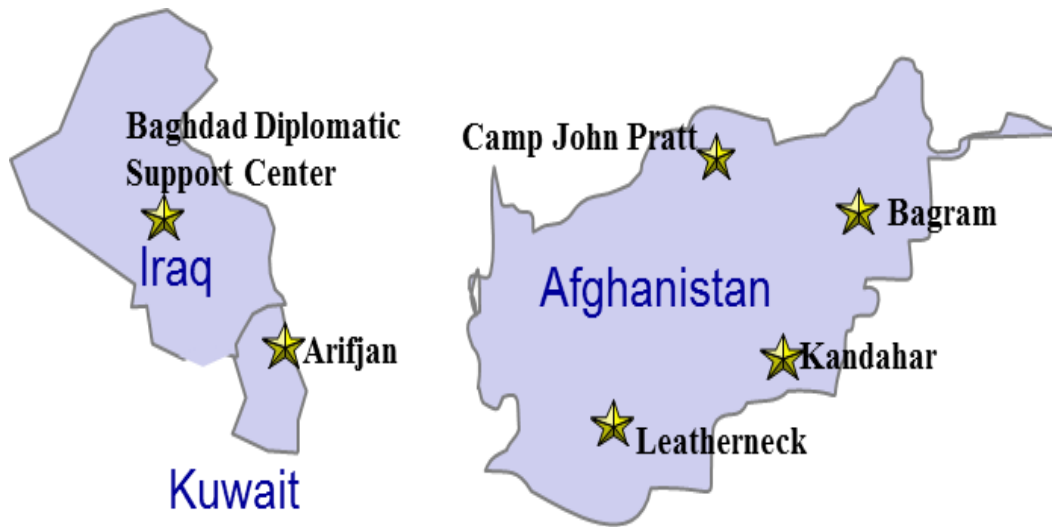 Baghdad Diplomatic
Support Center
Iraq
Arifjan
Kuwait
Camp John Pratt
Bagram
Afghanistan
Kandahar
Leatherneck